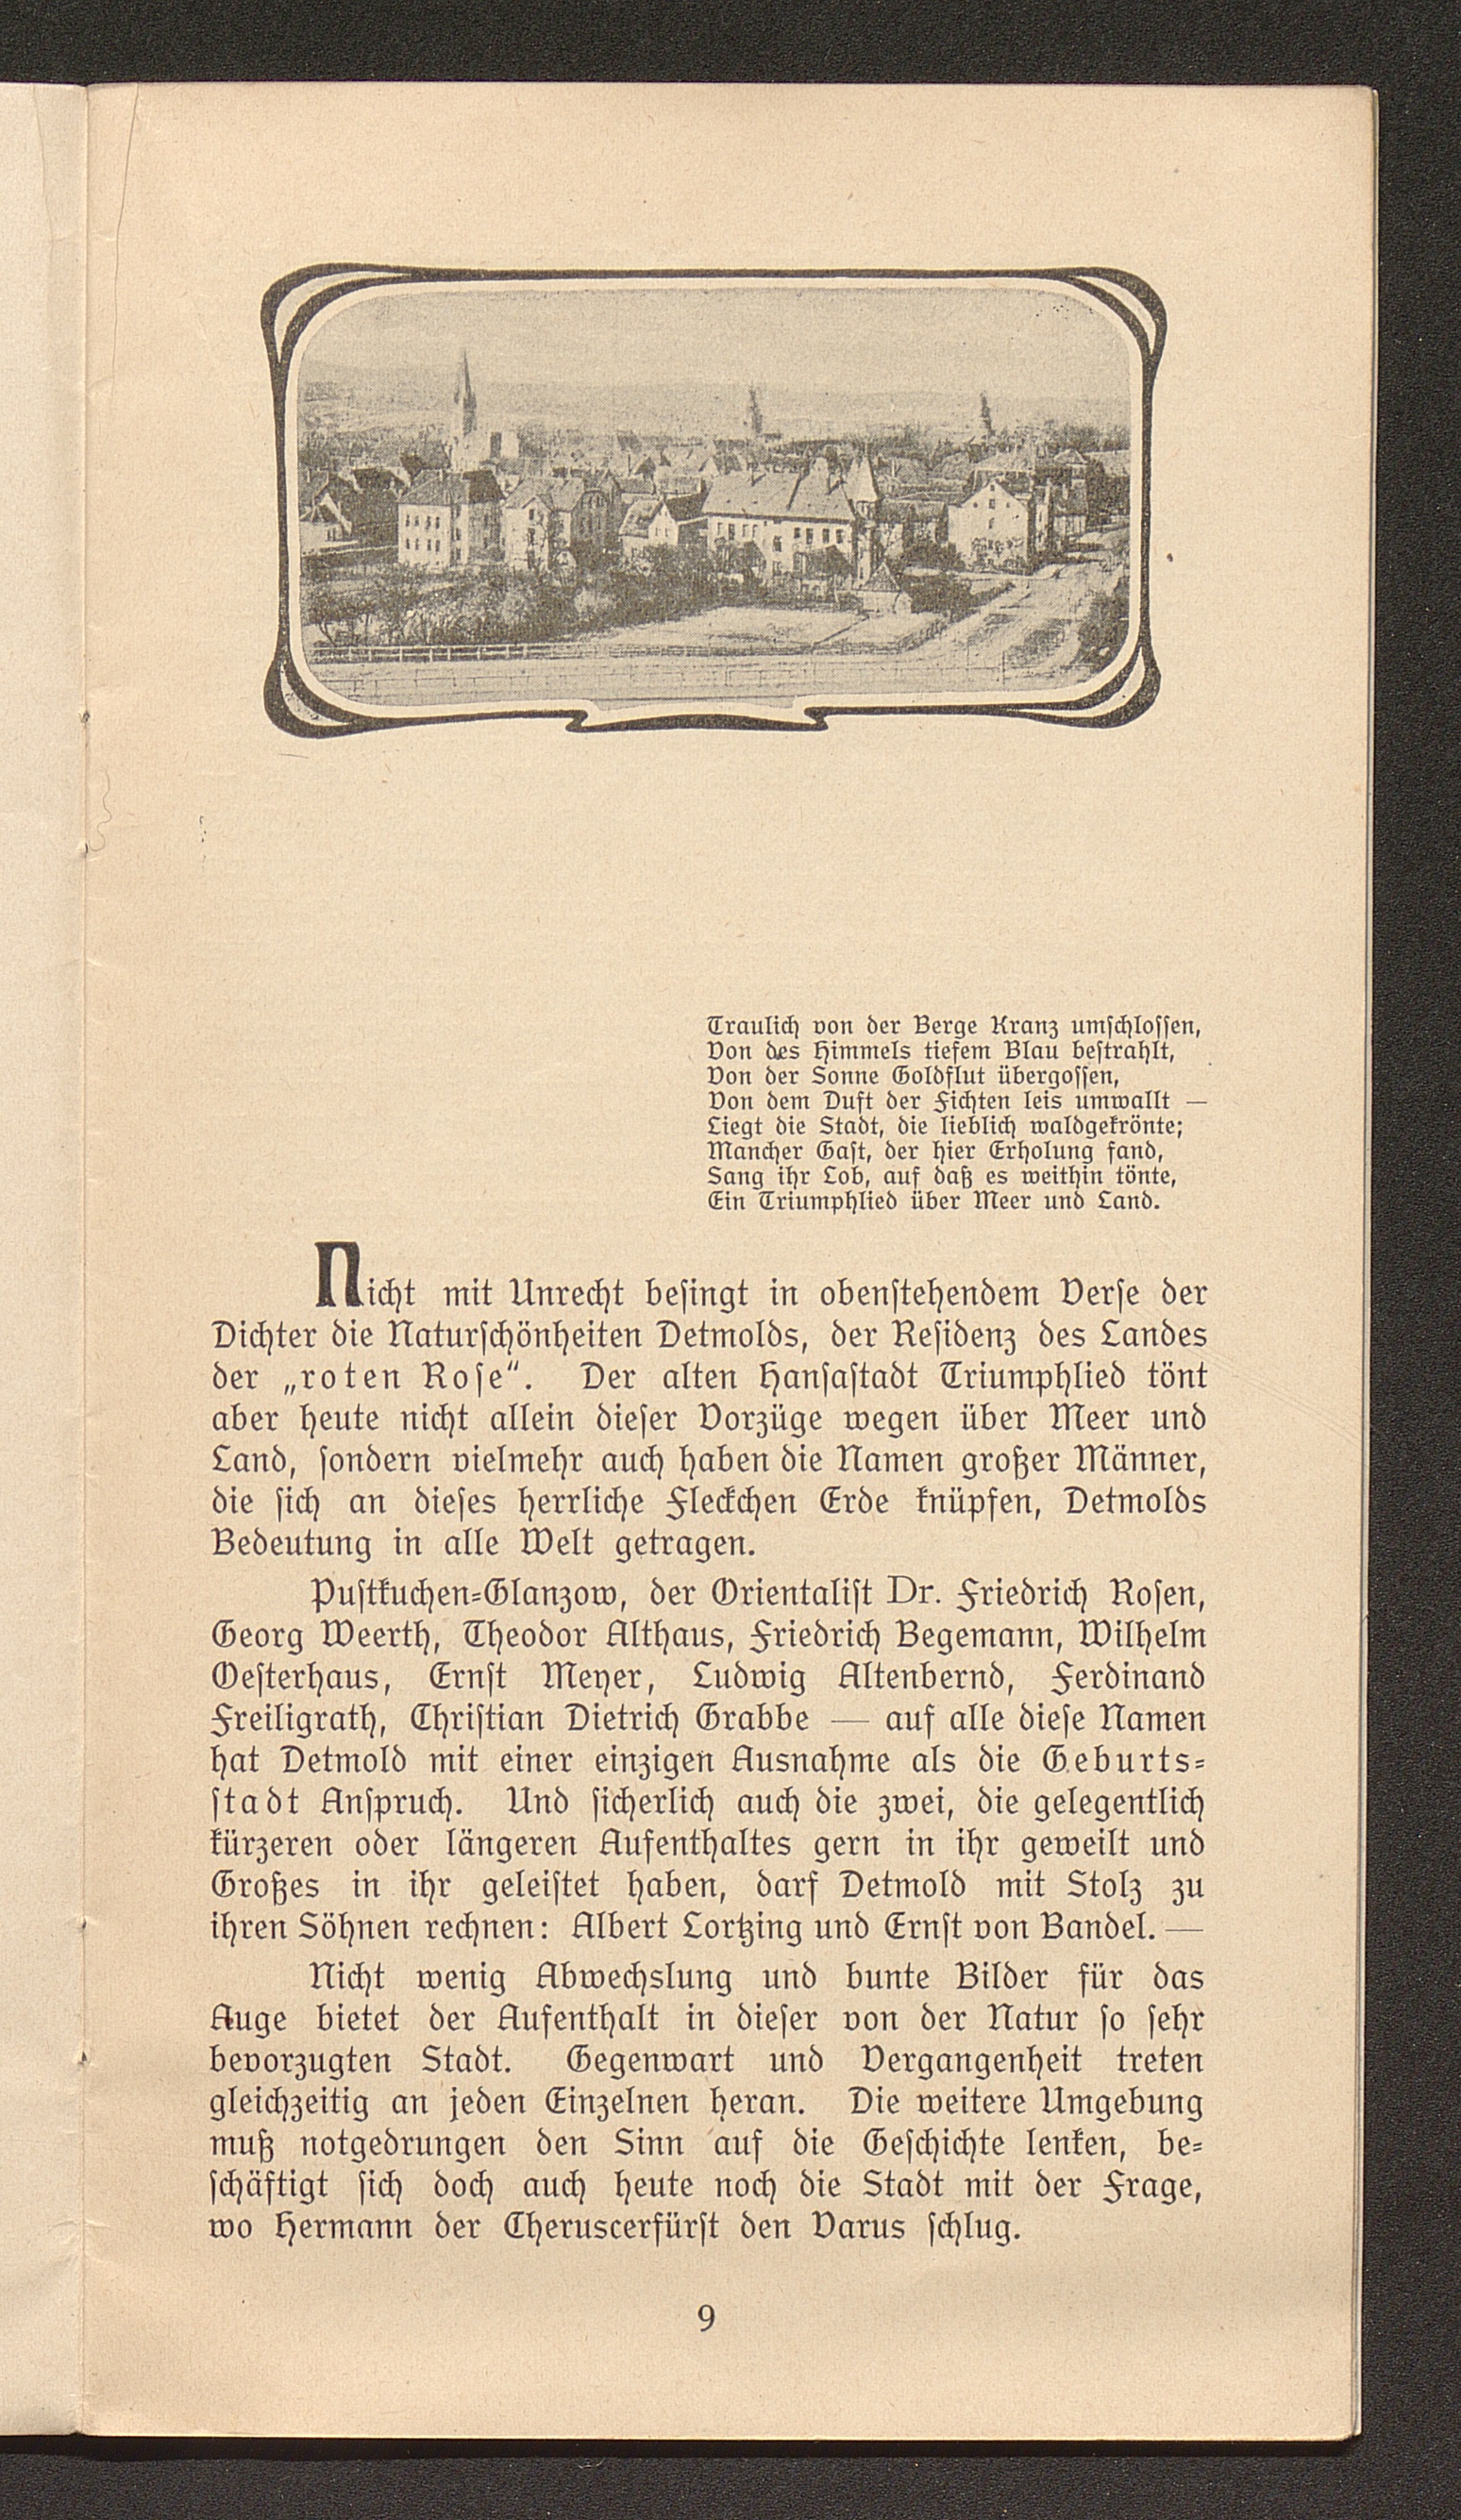 Traulich von der Berge Kranz umschlossen,
Von des Himmels tiefem Blau bestrahlt,
Von der Sonne Goldflut übergossen,
Von dem Duft der Fichten leis umwallt —
Liegt die Stadt, die lieblich waldgekrönte;
Mancher Gast, der hier Erholung fand,
Sang ihr Lob, auf daß es weithin tönte,
Ein Triumphlied über Meer und Land.
Nicht mit Unrecht besingt in obenstehendem Verse der
Dichter die Naturschönheiten Detmolds, der Residenz des Landes
der „roten Rose“. Der alten Hansastadt Triumphlied tönt
aber heute nicht allein dieser Vorzüge wegen über Meer und
Land, sondern vielmehr auch haben die Namen großer Männer,
die sich an dieses herrliche Fleckchen Erde knüpfen, Detmolds
Bedeutung in alle Welt getragen.
Pustkuchen-Glanzow, der Orientalist Dr. Friedrich Rosen,
Georg Weerth, Theodor Althaus, Friedrich Begemann, Wilhelm
Oesterhaus, Ernst Meyer, Ludwig Altenbernd, Ferdinand
Freiligrath, Christian Dietrich Grabbe — auf alle diese Namen
hat Detmold mit einer einzigen Ausnahme als die Geburts-
stadt Anspruch. Und sicherlich auch die zwei, die gelegentlich
kürzeren oder längeren Aufenthaltes gern in ihr geweilt und
Großes in ihr geleistet haben, darf Detmold mit Stolz zu
ihren Söhnen rechnen: Albert Lortzing und Ernst von Bandel. —
Nicht wenig Abwechslung und bunte Bilder für das
Auge bietet der Aufenthalt in dieser von der Natur so sehr
bevorzugten Stadt. Gegenwart und Vergangenheit treten
gleichzeitig an jeden Einzelnen heran. Die weitere Umgebung
muß notgedrungen den Sinn auf die Geschichte lenken, be-
schäftigt sich doch auch heute noch die Stadt mit der Frage,
wo Hermann der Cheruscerfürst den Varus schlug.
9